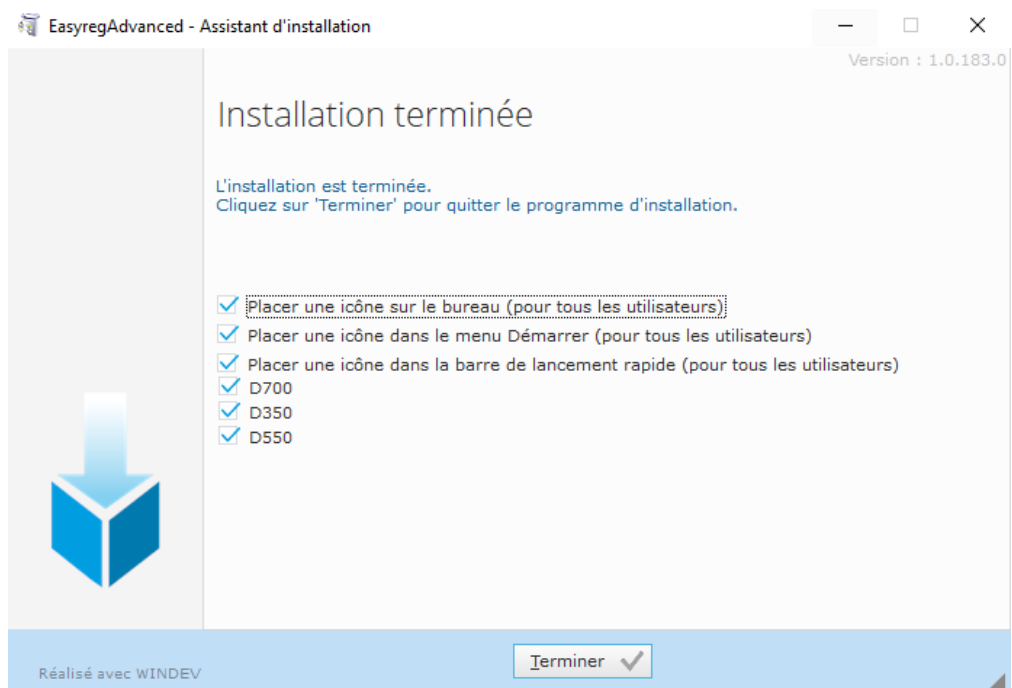 EasyregAdvanced - Assistant d'installation
Version : 1.0.183.0
Installation terminée
L'installation est terminée.
Cliquez sur 'Terminer' pour quitter le programme d'installation.
Placer une icône sur le bureau (pour tous les utilisateurs)
Placer une icône dans le menu Démarrer (pour tous les utilisateurs)
Placer une icône dans la barre de lancement rapide (pour tous les utilisateurs)
D700
D350
D550
Terminer
Réalisé avec WINDEV